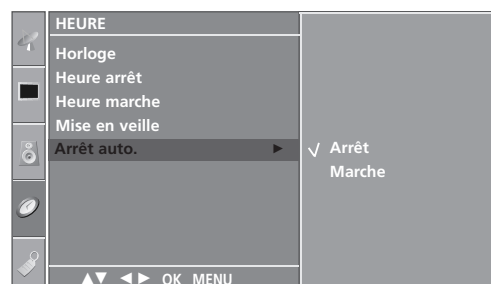 HEURE
Horloge
Heure arrêt
Heure marche
Mise en veille
Arrêt auto. ►
√ Arrêt
Marche
▲▼ ◄► OK MENU